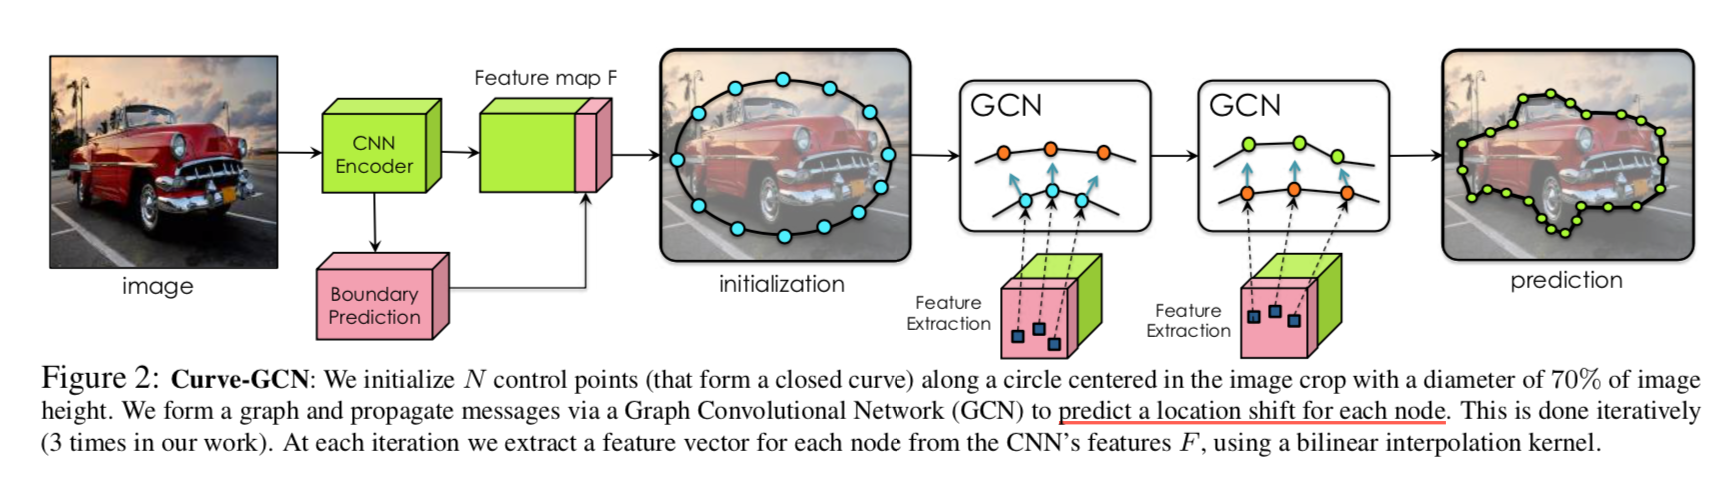 Feature map F
CNN
Encoder
Boundary
Prediction
image
initialization
GCN
Feature
Extraction
GCN
Feature
Extraction
prediction
Figure 2: Curve-GCN: We initialize N control points (that form a closed curve) along a circle centered in the image crop with a diameter of 70% of image
height. We form a graph and propagate messages via a Graph Convolutional Network (GCN) to predict a location shift for each node. This is done iteratively
(3 times in our work). At each iteration we extract a feature vector for each node from the CNN's features F, using a bilinear interpolation kernel.